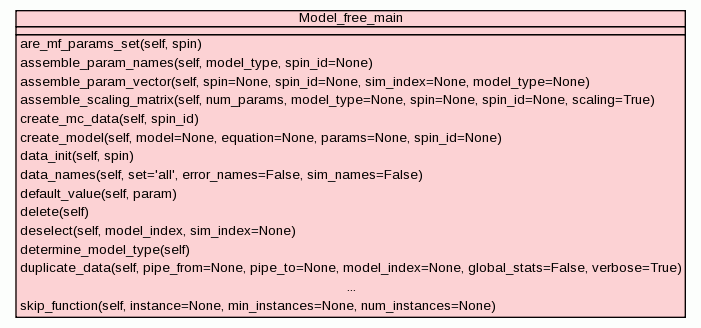 Model_free_main
are_mf_params_set(self, spin)
assemble_param_names(self, model_type, spin_id=None)
assemble_param_vector(self, spin=None, spin_id=None, sim_index=None, model_type=None)
assemble_scaling_matrix(self, num_params, model_type=None, spin=None, spin_id=None, scaling=True)
create_mc_data(self, spin_id)
create_model(self, model=None, equation=None, params=None, spin_id=None)
data_init(self, spin)
data_names(self, set='all', error_names=False, sim_names=False)
default_value(self, param)
delete(self)
deselect(self, model_index, sim_index=None)
determine_model_type(self)
duplicate_data(self, pipe_from=None, pipe_to=None, model_index=None, global_stats=False, verbose=True)
...
skip_function(self, instance=None, min_instances=None, num_instances=None)